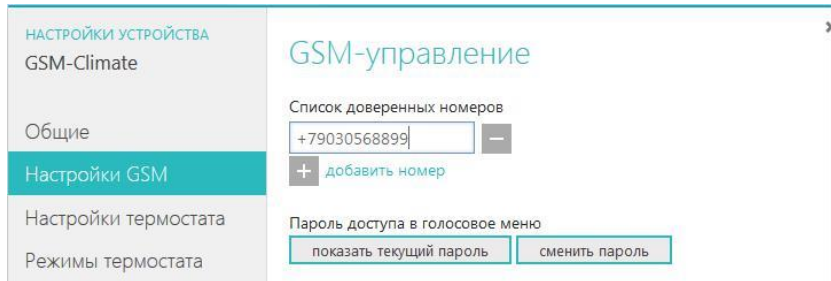 НАСТРОЙКИ УСТРОЙСТВА
GSM-Climate
Общие
Настройки GSM
Настройки термостата
Режимы термостата
GSM-управление
Список доверенных номеров
+79030568899
добавить номер
Пароль доступа в голосовое меню
показать текущий пароль
сменить пароль